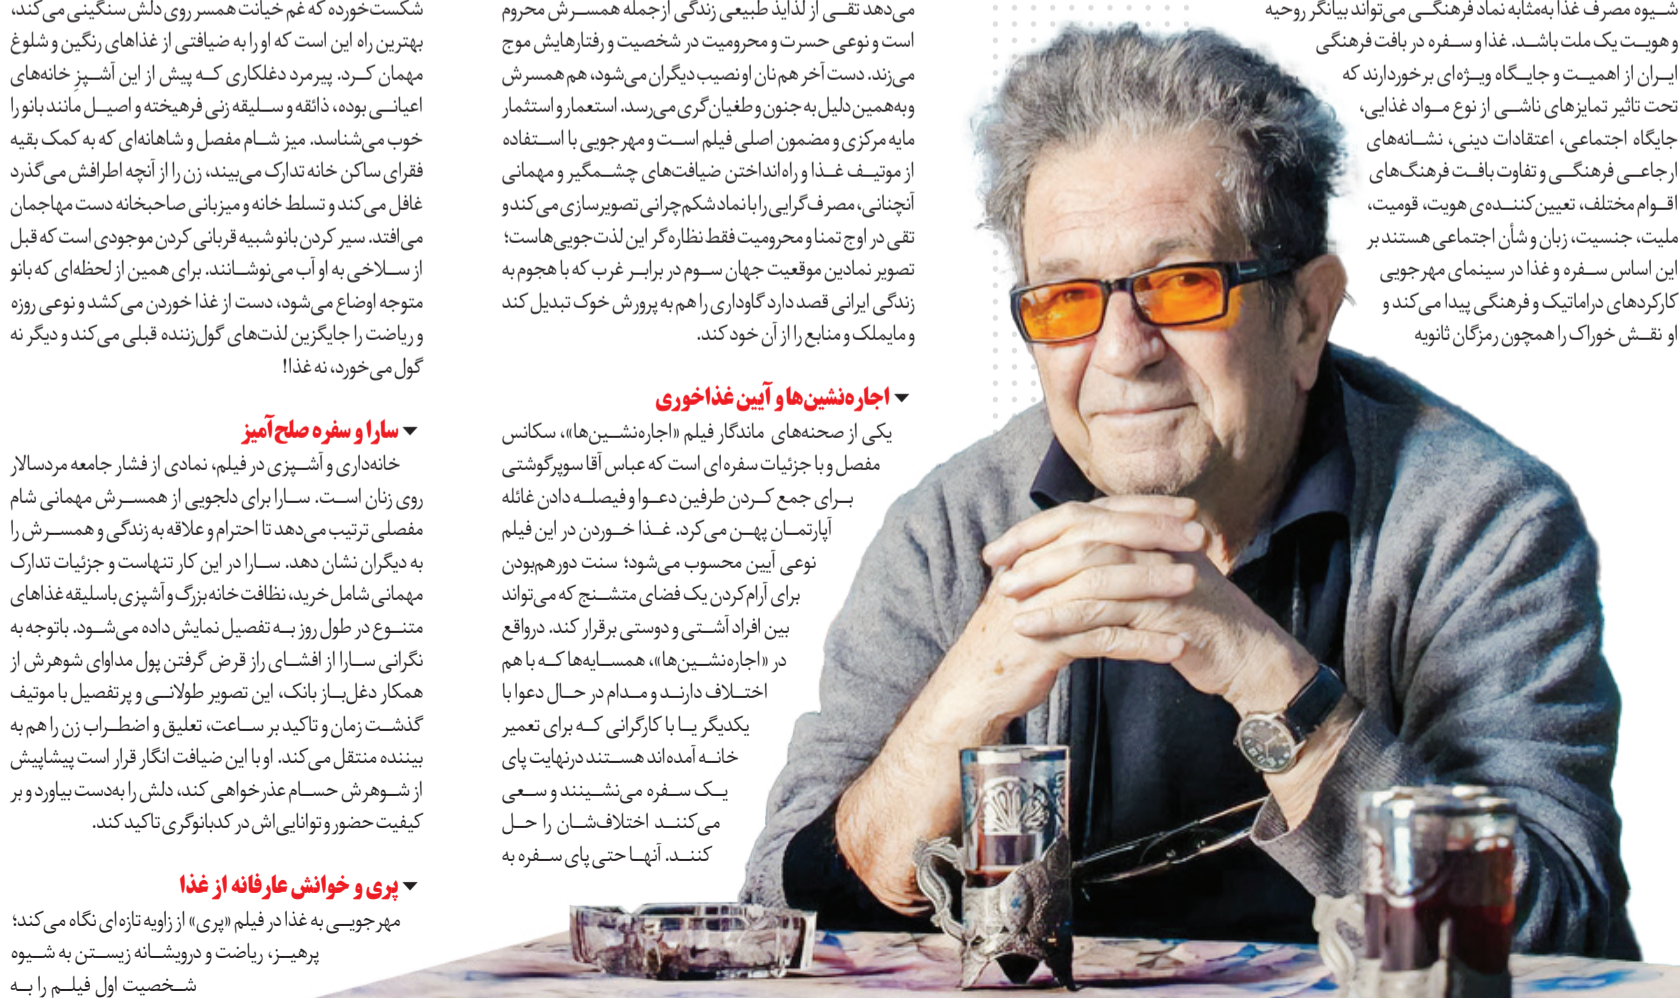 شیوه مصرف غذا به‌مثابه نماد فرهنگی می‌تواند بیانگر روحیه
و هویت یک ملت باشد. غذا و سفره در بافت فرهنگی
ایران از اهمیت و جایگاه ویژه‌ای برخوردارند که
تحت تاثیر تمایزهای ناشی از نوع مواد غذایی،
جایگاه اجتماعی، اعتقادات دینی، نشانه‌های
ارجاعی فرهنگی و تفاوت بافت فرهنگ‌های
اقوام مختلف، تعیین‌کننده‌ی هویت، قومیت،
ملیت، جنسیت، زبان و شأن اجتماعی هستند بر
این اساس سفره و غذا در سینمای مهرجویی
کارکردهای دراماتیک و فرهنگی پیدا می‌کند و
او نقش خوراک را همچون رمزگان ثانویه
می‌دهد تقی از لذایذ طبیعی زندگی ازجمله همسرش محروم
است و نوعی حسرت و محرومیت در شخصیت و رفتارهایش موج
می‌زند. دست آخر هم نان او نصیب دیگران می‌شود، هم همسرش
و به‌همین دلیل به جنون و طغیان‌گری می‌رسد. استعمار و استثمار
مایه مرکزی و مضمون اصلی فیلم است و مهرجویی با استفاده
از موتیف غذا و راه‌انداختن ضیافت‌های چشمگیر و مهمانی
آنچنانی، مصرف‌گرایی را با نماد شکم‌چرانی تصویرسازی می‌کند و
تقی در اوج تمنا و محرومیت فقط نظاره‌گر این لذت‌جویی‌هاست؛
تصویر نمادین موقعیت جهان سوم در برابر غرب که با هجوم به
زندگی ایرانی قصد دارد گاوداری را هم به پرورش خوک تبدیل کند
و مایملک و منابع را از آن خود کند.
اجاره‌نشین‌ها و آیین غذاخوری
یکی از صحنه‌های ماندگار فیلم «اجاره‌نشین‌ها»، سکانس
مفصل و با جزئیات سفره‌ای است که عباس آقا سوپرگوشتی
برای جمع کردن طرفین دعوا و فیصله دادن غائله
آپارتمان پهن می‌کرد. غذا خوردن در این فیلم
نوعی آیین محسوب می‌شود؛ سنت دورهم‌بودن
برای آرام‌کردن یک فضای متشنج که می‌تواند
بین افراد آشتی و دوستی برقرار کند. درواقع
در «اجاره‌نشین‌ها»، همسایه‌ها که با هم
اختلاف دارند و مدام در حال دعوا با
یکدیگر یا با کارگرانی که برای تعمیر
خانه آمده‌اند هستند درنهایت پای
یک سفره می‌نشینند و سعی
می‌کنند اختلاف‌شان را حل
کنند. آنها حتی پای سفره به
شکست‌خورده که غم خیانت همسر روی دلش سنگینی می‌کند،
بهترین راه این است که او را به ضیافتی از غذاهای رنگین و شلوغ
مهمان کرد. پیرمرد دغلکاری که پیش از این آشپزِ خانه‌های
اعیانی بوده، ذائقه و سلیقه زنی فرهیخته و اصیل مانند بانو را
خوب می‌شناسد. میز شام مفصل و شاهانه‌ای که به کمک بقیه
فقرای ساکن خانه تدارک می‌بیند، زن را از آنچه اطرافش می‌گذرد
غافل می‌کند و تسلط خانه و میزبانی صاحبخانه دست مهاجمان
می‌افتد. سیر کردن بانو شبیه قربانی کردن موجودی است که قبل
از سلاخی به او آب می‌نوشانند. برای همین از لحظه‌ای که بانو
متوجه اوضاع می‌شود، دست از غذا خوردن می‌کشد و نوعی روزه
و ریاضت را جایگزین لذت‌های گول‌زننده قبلی می‌کند و دیگر نه
گول می‌خورد، نه غذا!
سارا و سفره صلح‌آمیز
خانه‌داری و آشپزی در فیلم، نمادی از فشار جامعه مردسالار
روی زنان است. سارا برای دلجویی از همسرش مهمانی شام
مفصلی ترتیب می‌دهد تا احترام و علاقه به زندگی و همسرش را
به دیگران نشان دهد. سارا در این کار تنهاست و جزئیات تدارک
مهمانی شامل خرید، نظافت خانه بزرگ و آشپزی باسلیقه غذاهای
متنوع در طول روز به تفصیل نمایش داده می‌شود. باتوجه به
نگرانی سارا از افشای راز قرض گرفتن پول مداوای شوهرش از
همکار دغل‌باز بانک، این تصویر طولانی و پرتفصیل با موتیف
گذشت زمان و تاکید بر ساعت، تعلیق و اضطراب زن را هم به
بیننده منتقل می‌کند. او با این ضیافت انگار قرار است پیشاپیش
از شوهرش حسام عذرخواهی کند، دلش را به‌دست بیاورد و بر
کیفیت حضور و توانایی‌اش در کدبانوگری تاکید کند.
پری و خوانش عارفانه از غذا
مهرجویی به غذا در فیلم «پری» از زاویه تازه‌ای نگاه می‌کند؛
پرهیز، ریاضت و درویشانه زیستن به شیوه
شخصیت اول فیلم را به